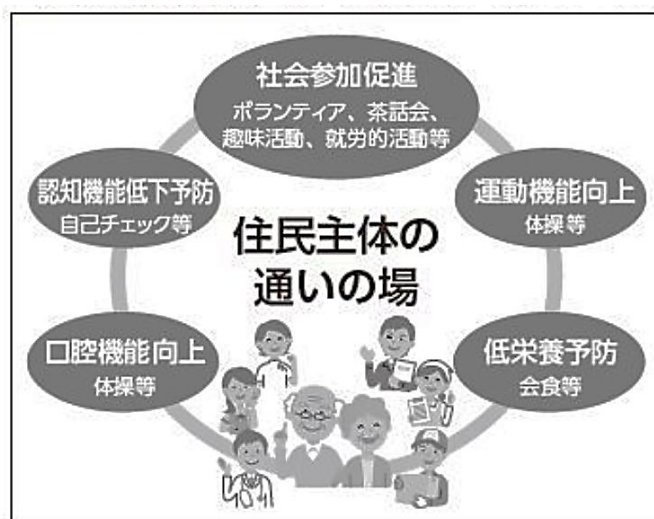 社会参加促進
ボランティア、茶話会、
趣味活動、就労的活動等
認知機能低下予防
自己チェック等
運動機能向上
体操等
住民主体の
通いの場
口腔機能向上
体操等
低栄養予防
会食等